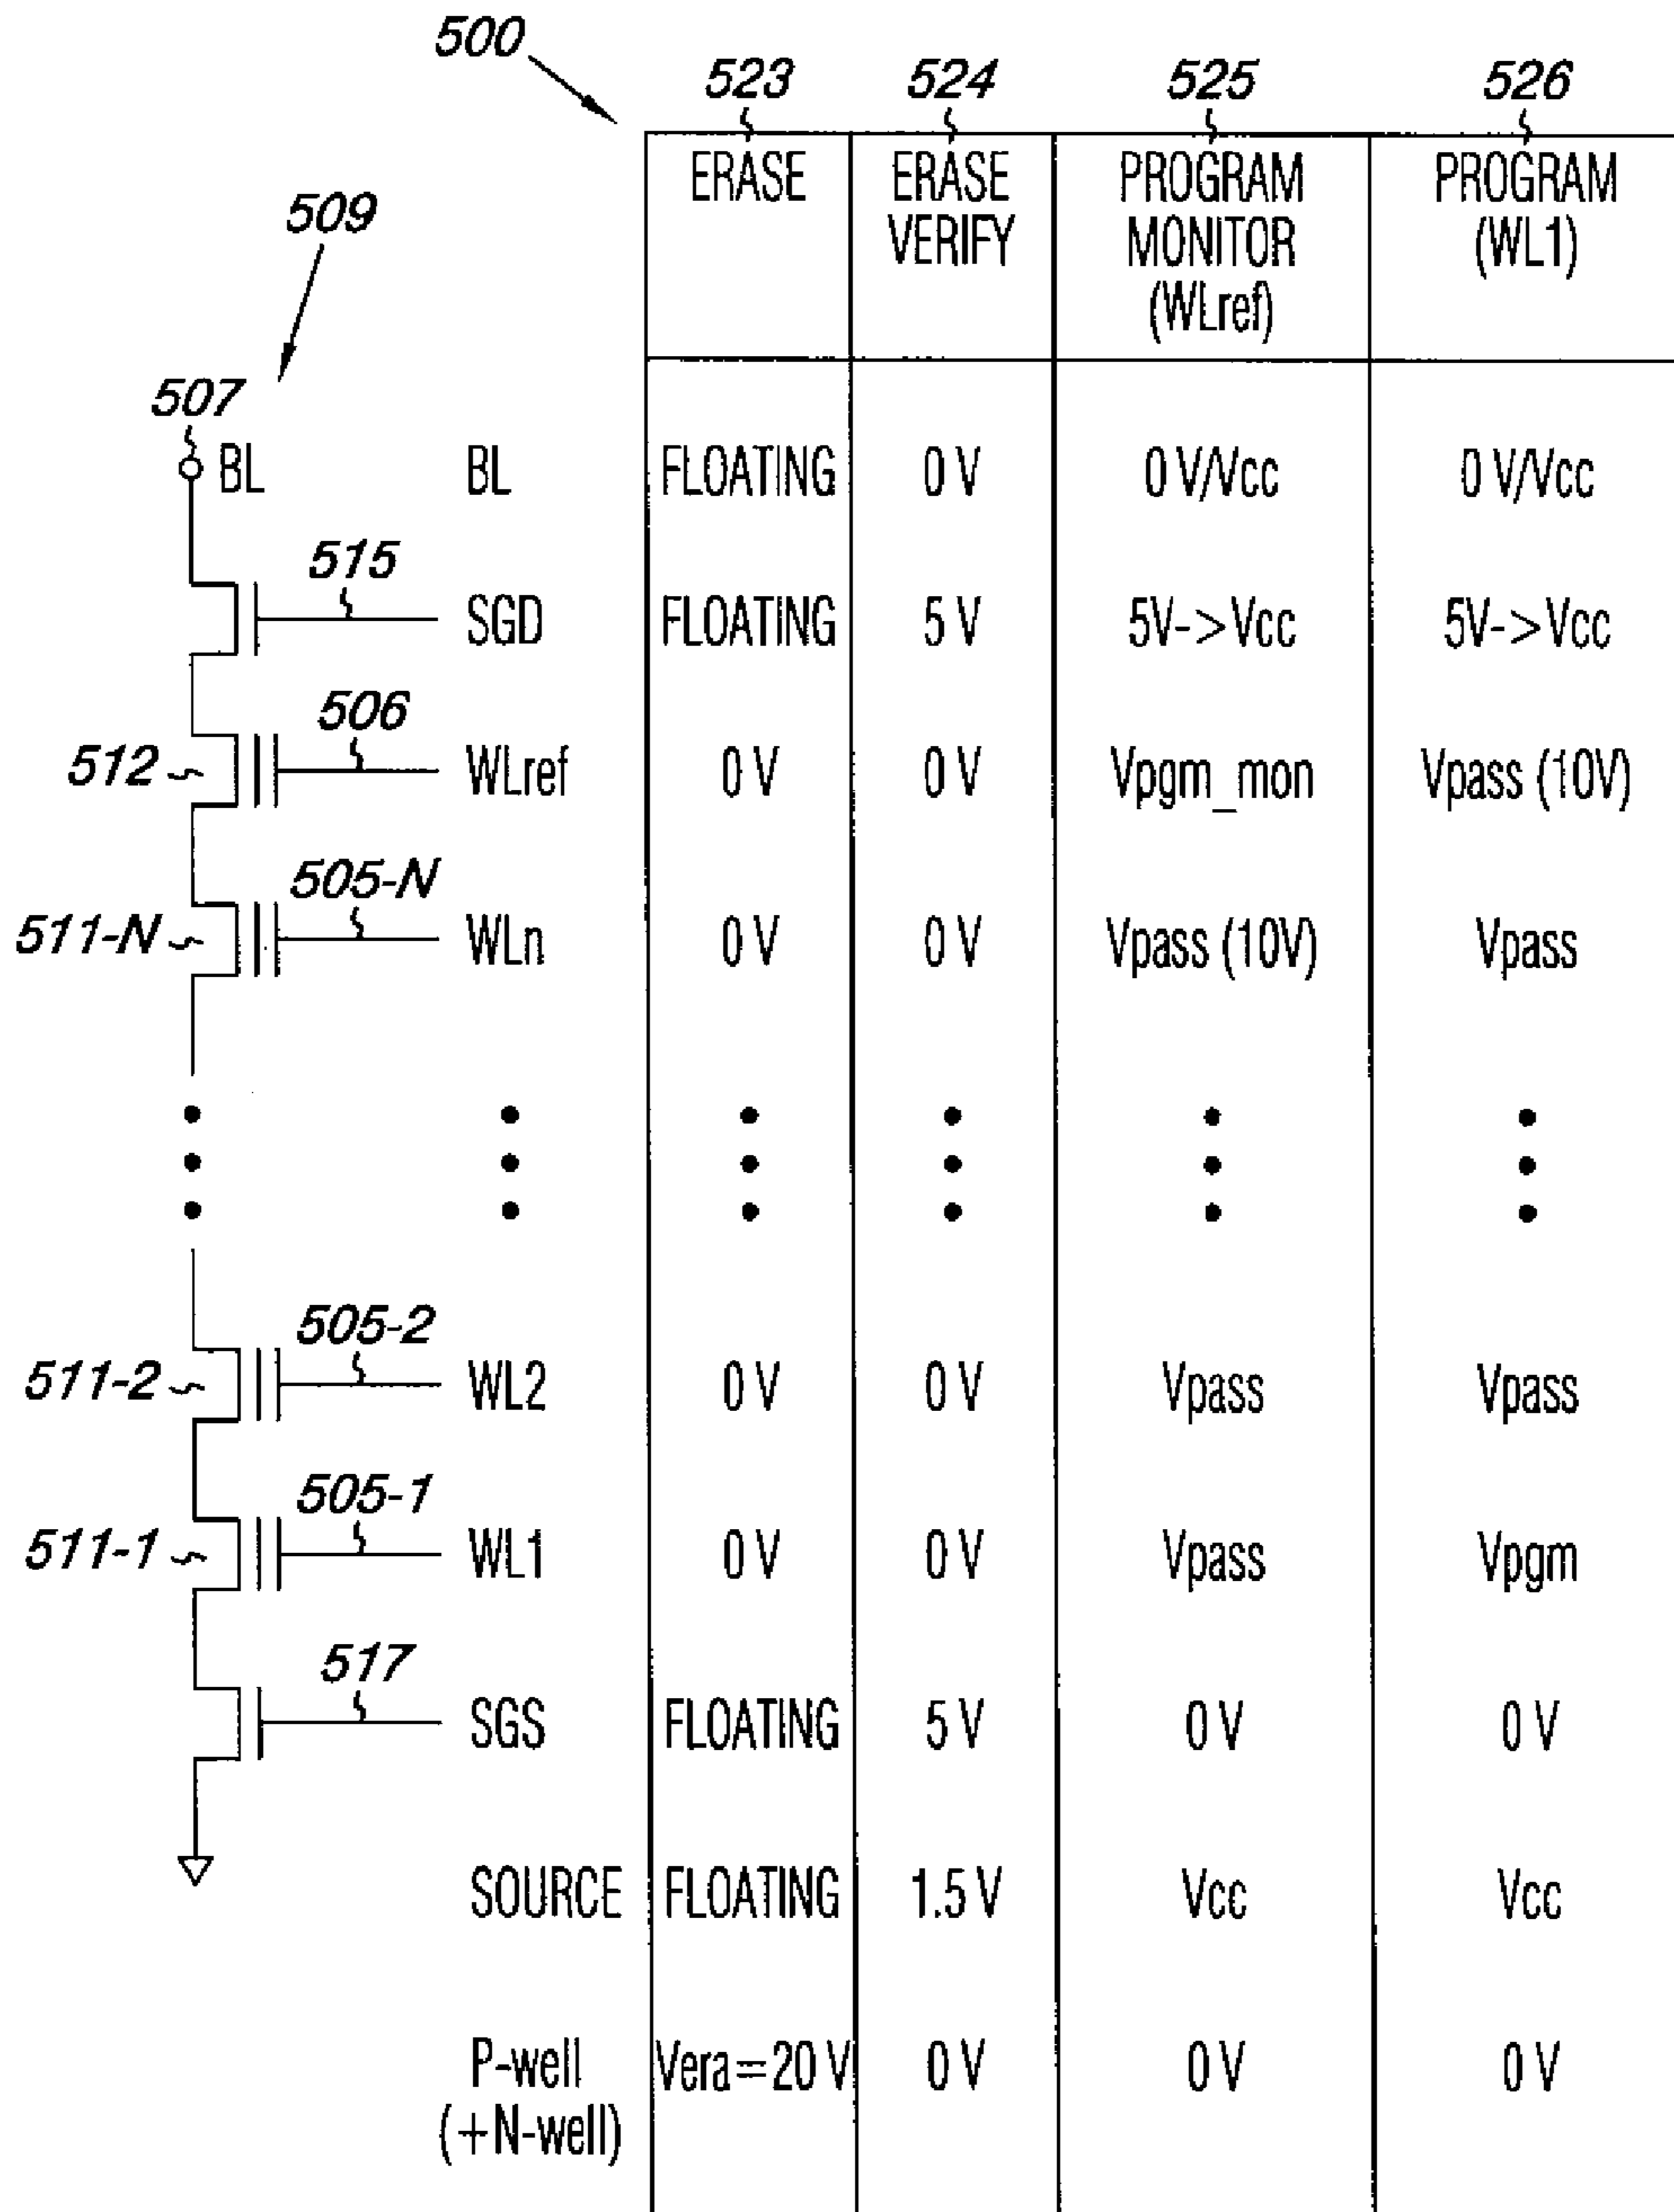 500
523 524 525 526
ERASE ERASE VERIFY PROGRAM MONITOR (WLref) PROGRAM (WL1)
509
507
BL BL FLOATING 0 V 0 V/Vcc 0 V/Vcc
515
SGD FLOATING 5 V 5V->Vcc 5V->Vcc
506
512 WLref 0 V 0 V Vpgm_mon Vpass (10V)
505-N
511-N WLn 0 V 0 V Vpass (10V) Vpass
505-2
511-2 WL2 0 V 0 V Vpass Vpass
505-1
511-1 WL1 0 V 0 V Vpass Vpgm
517
SGS FLOATING 5 V 0 V 0 V
SOURCE FLOATING 1.5 V Vcc Vcc
P-well Vera=20 V 0 V 0 V 0 V
(+N-well)